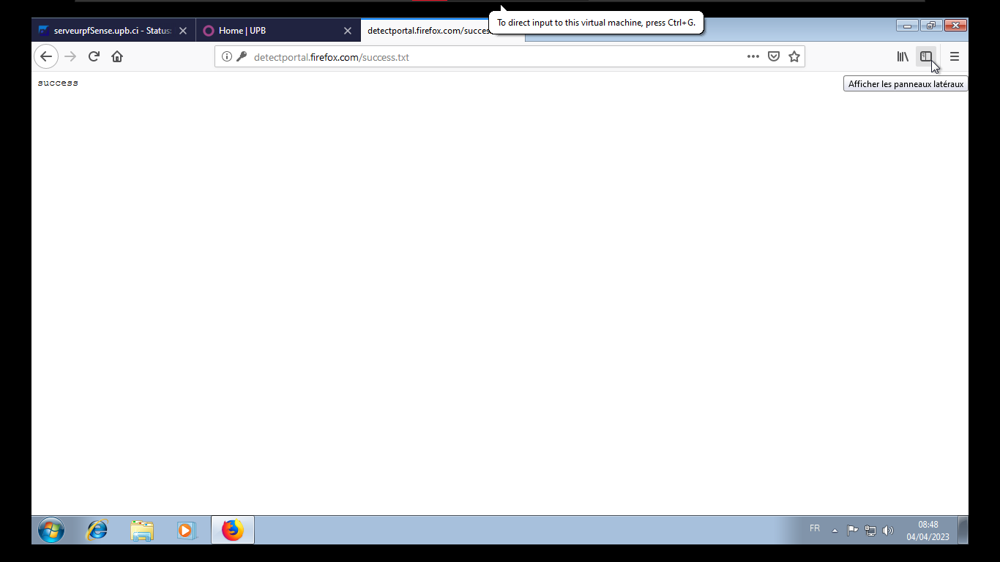 To direct input to this virtual machine, press Ctrl+G.
serveurpfSense.upb.ci - Status:
Home | UPB
detectportal.firefox.com/succes
detectportal.firefox.com/success.txt
success
Afficher les panneaux latéraux
FR
08:48
04/04/2023